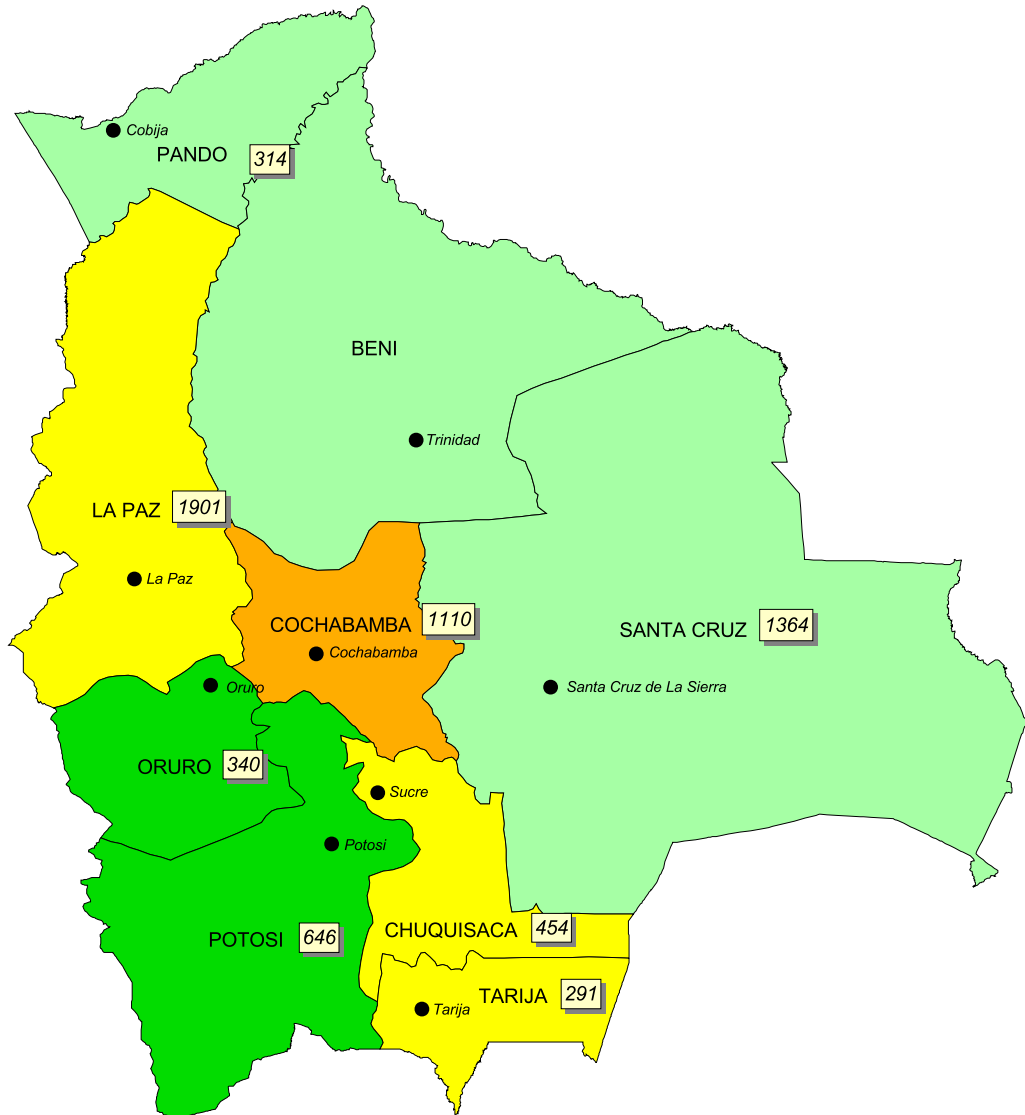 Cobija
PANDO
314
BENI
Trinidad
LA PAZ
1901
La Paz
COCHABAMBA
1110
Cochabamba
SANTA CRUZ
1364
Santa Cruz de La Sierra
Oruro
ORURO
340
Sucre
Potosi
POTOSI
646
CHUQUISACA
454
TARIJA
291
Tarija